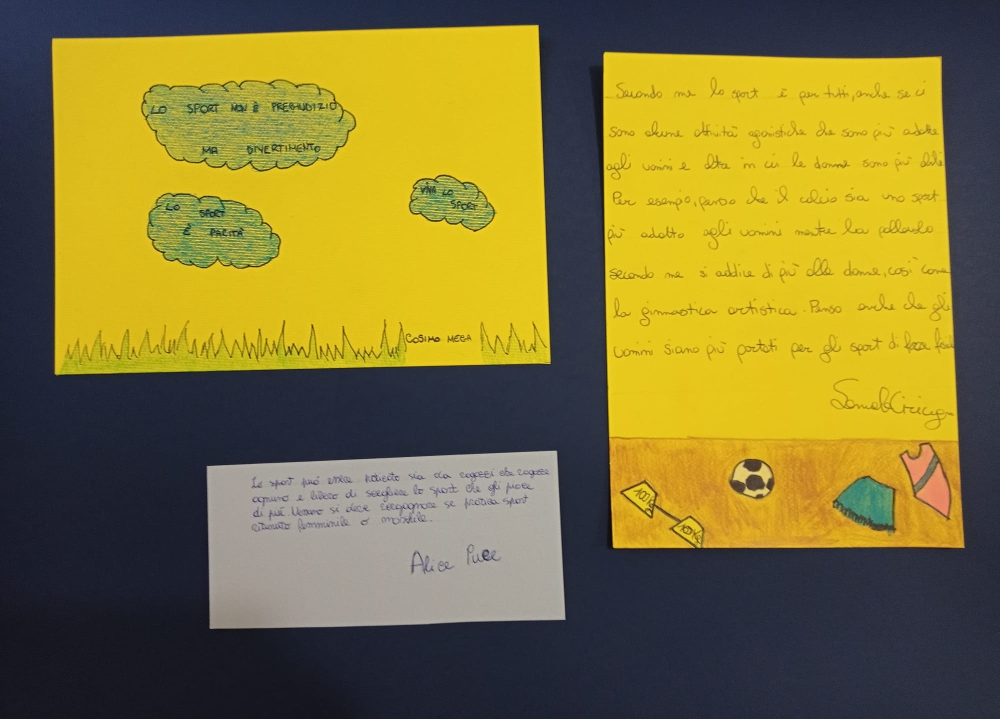 LO SPORT NON È PREGIUDIZIO
MA DIVERTIMENTO
LO SPORT
È PARITÀ
VIVA LO
SPORT
COSIMO MEGA
Secondo me lo sport è per tutti, anche se ci
sono alcune attività agonistiche che sono più adatte
agli uomini e altre in cui le donne sono più abili
Per esempio, penso che il calcio sia uno sport
più adatto agli uomini mentre la pallavolo
secondo me si addice di più alle donne, così come
la ginnastica artistica. Penso anche che gli
uomini siano più portati per gli sport di forza
100kg
100Kg
Lo sport può essere praticato sia da ragazzi che ragazze
ognuno e libero di scegliere lo sport che gli piace
di più. Nessuno si deve vergognare se pratica sport
ritenuto femminile o maschile.
Alice Puce